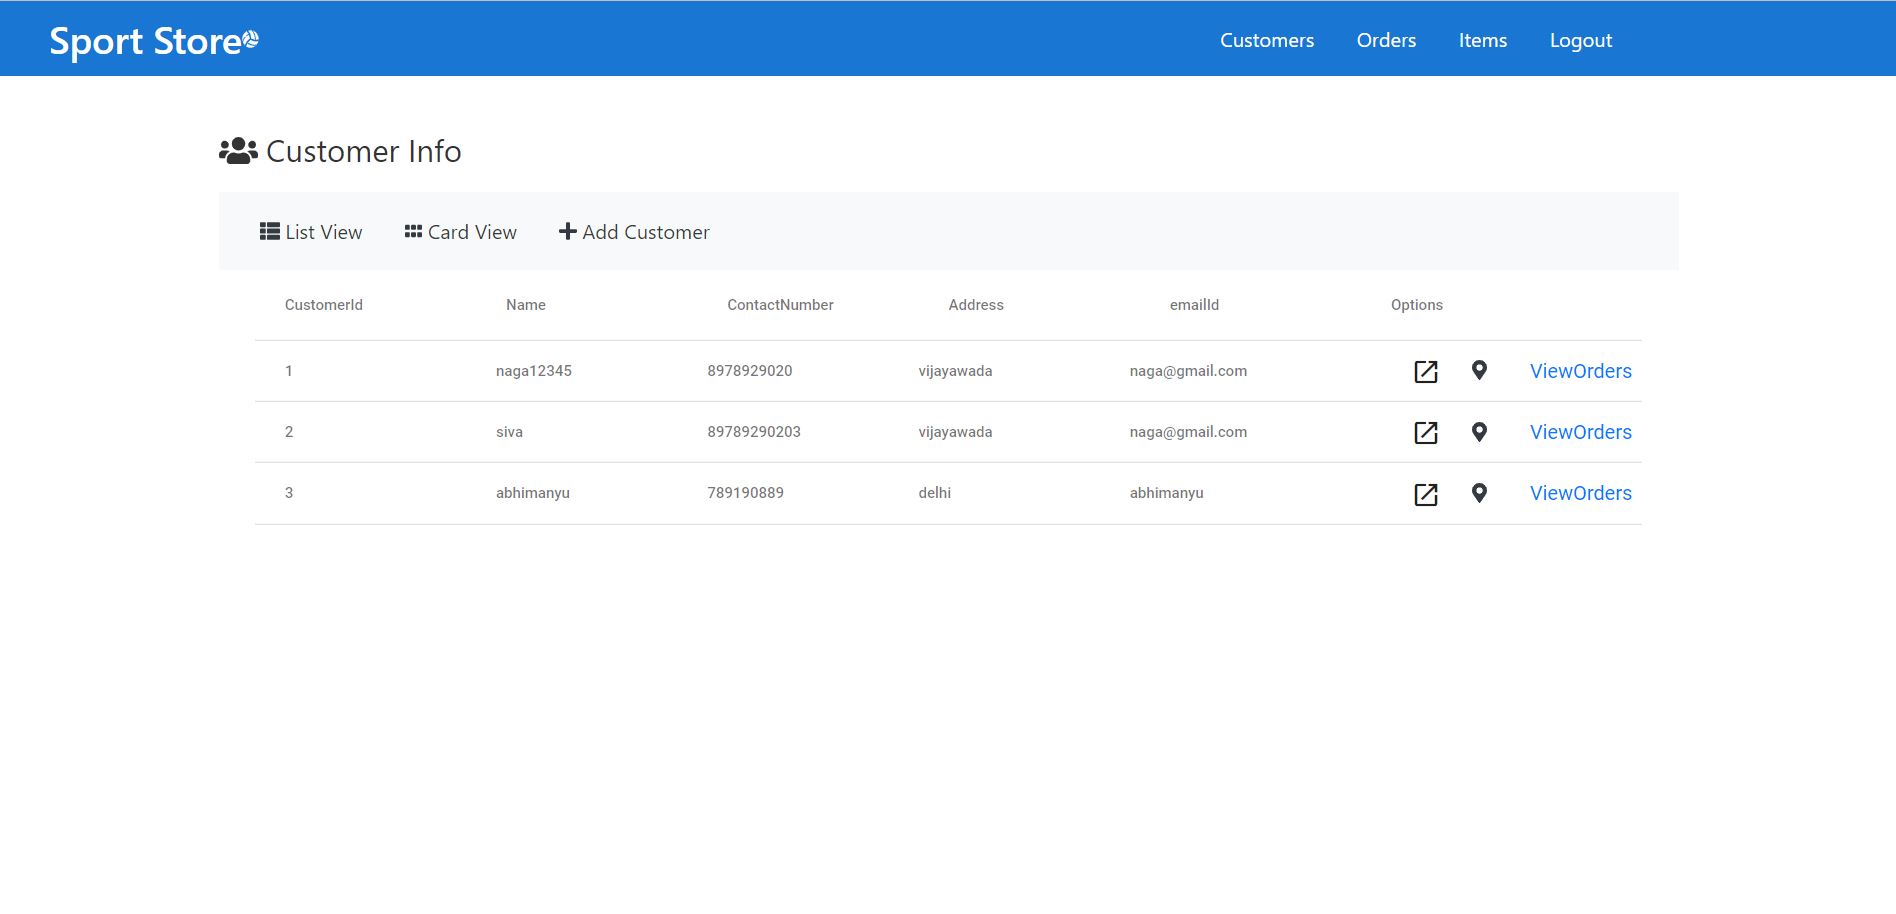 Sport Store
Customers Orders Items Logout
Customer Info
List View Card View Add Customer
CustomerId Name ContactNumber Address emailId Options
1 naga12345 8978929020 vijayawada naga@gmail.com ViewOrders
2 siva 89789290203 vijayawada naga@gmail.com ViewOrders
3 abhimanyu 789190889 delhi abhimanyu ViewOrders